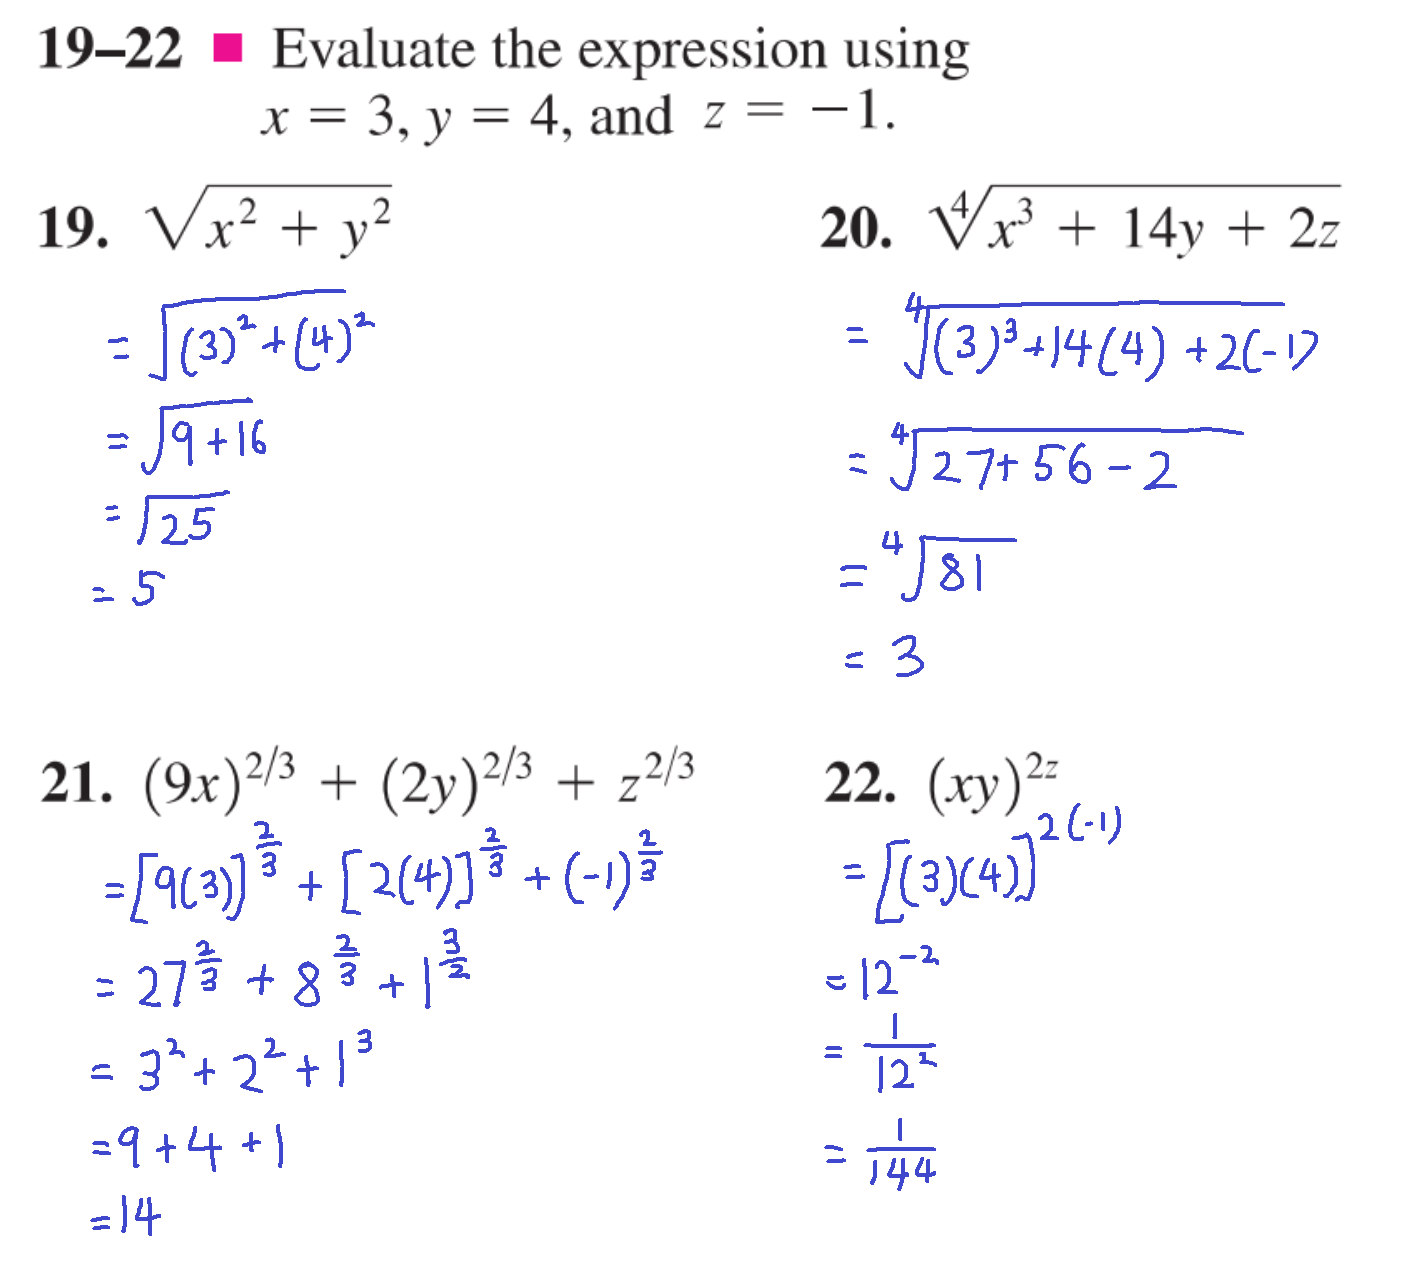 19–22 ■ Evaluate the expression using
x = 3, y = 4, and z = −1.
19. √(x² + y²)
= √((3)² + (4)²)
= √(9 + 16)
= √25
= 5
20. ⁴√(x³ + 14y + 2z)
= ⁴√((3)³ + 14(4) + 2(-1))
= ⁴√(27 + 56 - 2)
= ⁴√81
= 3
21. (9x)^(2/3) + (2y)^(2/3) + z^(2/3)
= [9(3)]^(2/3) + [2(4)]^(2/3) + (-1)^(2/3)
= 27^(2/3) + 8^(2/3) + 1^(3/2)
= 3² + 2² + 1³
= 9 + 4 + 1
= 14
22. (xy)^(2z)
= [(3)(4)]^(2(-1))
= 12⁻²
= 1/12²
= 1/144